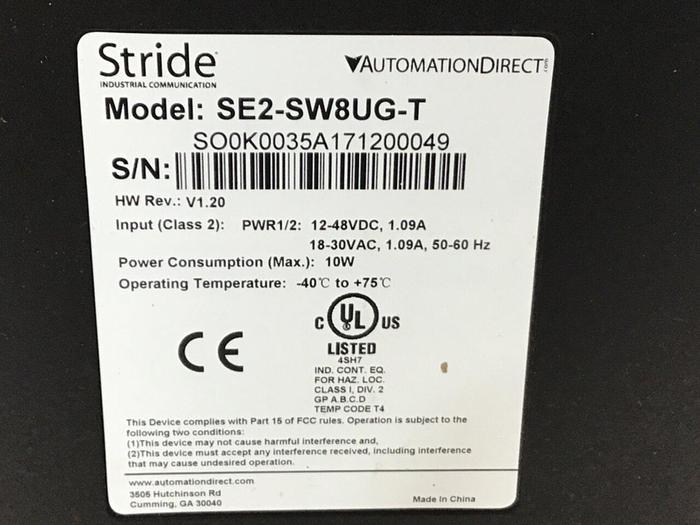 Stride
INDUSTRIAL COMMUNICATION
AUTOMATIONDIRECT
Model: SE2-SW8UG-T
SO0K0035A171200049
S/N:
HW Rev.: V1.20
Input (Class 2): PWR1/2: 12-48VDC, 1.09A
18-30VAC, 1.09A, 50-60 Hz
Power Consumption (Max.): 10W
Operating Temperature: -40℃ to +75℃
CE
C UL US
LISTED
4SH7
IND. CONT. EQ.
FOR HAZ. LOC.
CLASS I, DIV. 2
GP A.B.C.D
TEMP CODE T4
This Device complies with Part 15 of FCC rules. Operation is subject to the
following two conditions:
(1)This device may not cause harmful interference and,
(2)This device must accept any interference received, including interference
that may cause undesired operation.
www.automationdirect.com
3505 Hutchinson Rd
Cumming, GA 30040
Made in China